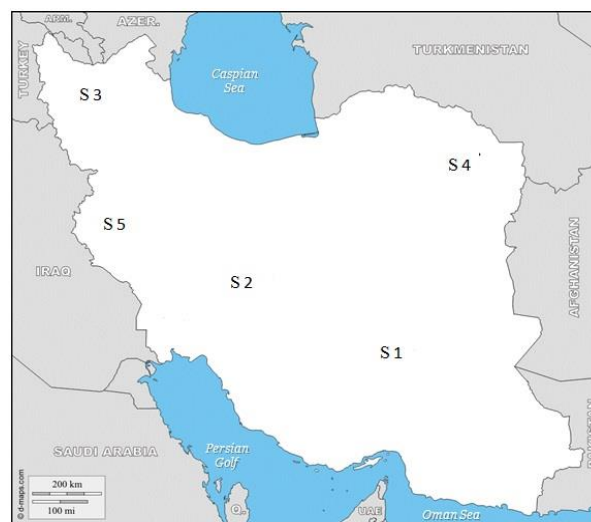 ARM.
AZER.
TURKEY
TURKMENISTAN
Caspian
Sea
S 3
S 4
S 5
IRAQ
S 2
AFGHANISTAN
S 1
SAUDI ARABIA
Persian
Golf
Q.
UAE
Oman Sea
200 km
100 mi
© d-maps.com